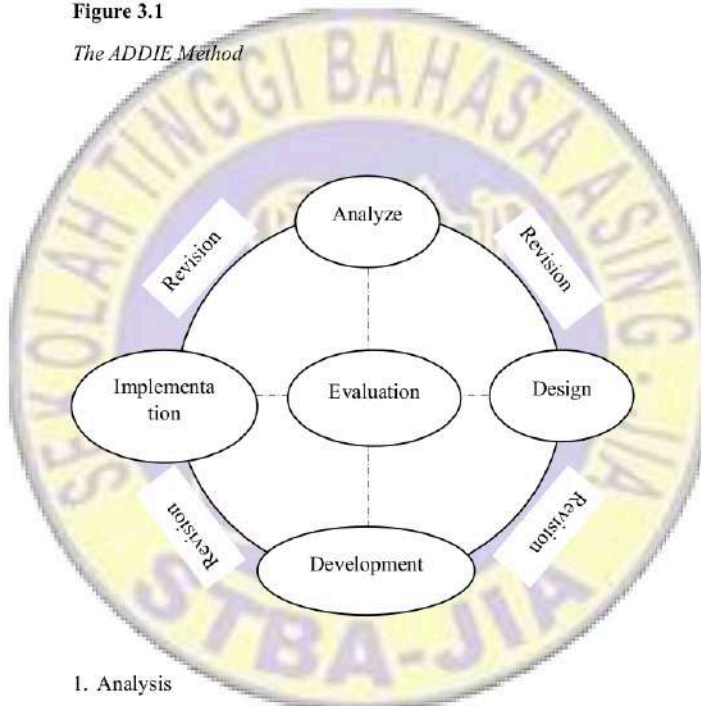 Figure 3.1
The ADDIE Method
SEKOLAH TINGGI BAHASA ASING - JIA
Analyze
Revision
Revision
Implementa
tion
Evaluation
Design
Revision
Revision
Development
STBA-JIA
1. Analysis